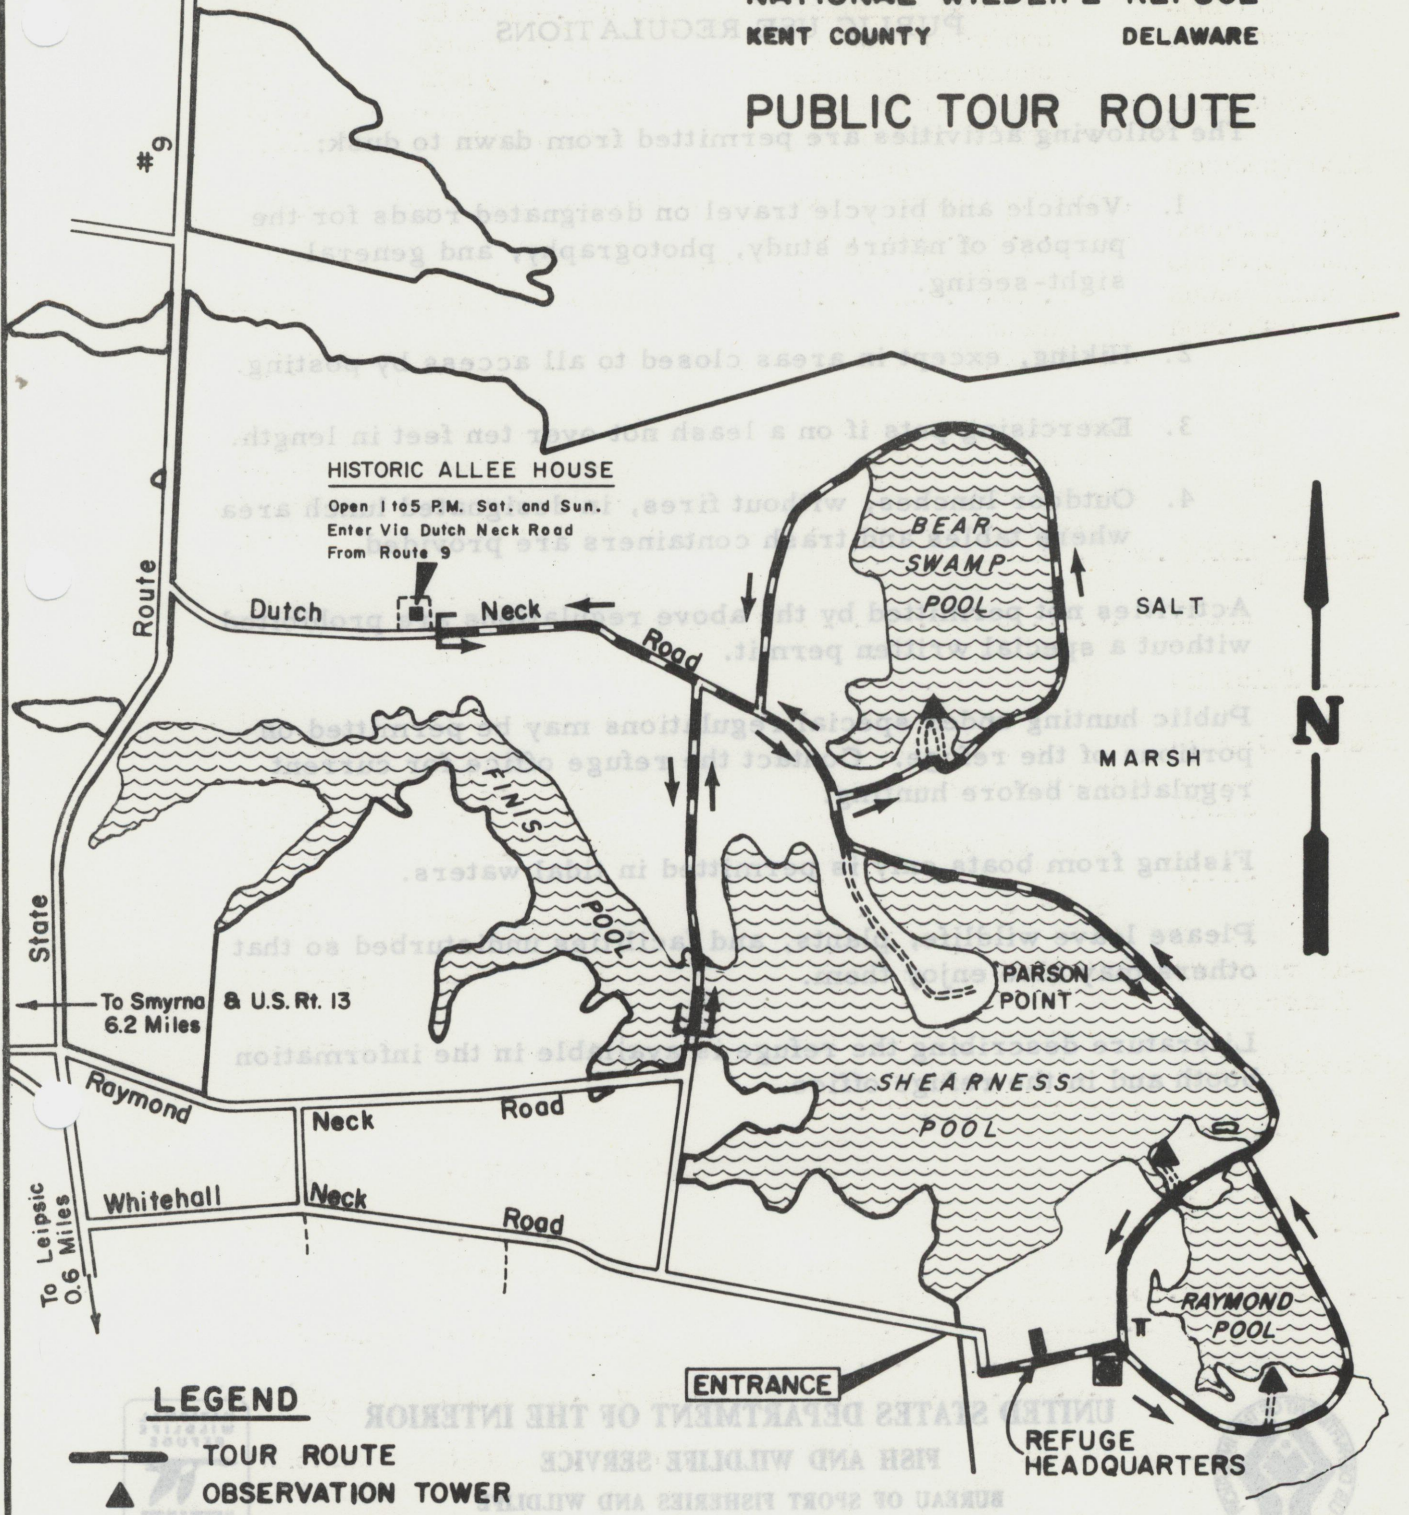 NATIONAL WILDLIFE REFUGE
KENT COUNTY DELAWARE
PUBLIC TOUR ROUTE
#9
HISTORIC ALLEE HOUSE
Open 1 to 5 P.M. Sat. and Sun.
Enter Via Dutch Neck Road
From Route 9
BEAR
SWAMP
POOL
Route
Dutch Neck Road
SALT
N
MARSH
FINIS
POOL
State
PARSON
POINT
To Smyrna & U.S. Rt. 13
6.2 Miles
SHEARNESS
POOL
Raymond Neck Road
Whitehall Neck Road
To Leipsic
0.6 Miles
RAYMOND
POOL
ENTRANCE
REFUGE
HEADQUARTERS
LEGEND
TOUR ROUTE
OBSERVATION TOWER
PUBLIC USE REGULATIONS
The following activities are permitted from dawn to dusk:
1. Vehicle and bicycle travel on designated roads for the
purpose of nature study, photography, and general
sight-seeing.
2. Hiking, except in areas closed to all access by posting.
3. Exercising pets if on a leash not over ten feet in length.
4. Outdoor lunches, without fires, in designated lunch area
where tables and trash containers are provided
Activities not permitted by the above regulations are prohibited
without a special written permit.
Public hunting under special regulations may be permitted on
portions of the refuge. Contact the refuge office for current
regulations before hunting.
Fishing from boats only is permitted in tidal waters.
Please leave wildlife, plants, and facilities undisturbed so that
others may enjoy them.
Literature describing the refuge is available in the information
booth and in the refuge office.
UNITED STATES DEPARTMENT OF THE INTERIOR
FISH AND WILDLIFE SERVICE
BUREAU OF SPORT FISHERIES AND WILDLIFE